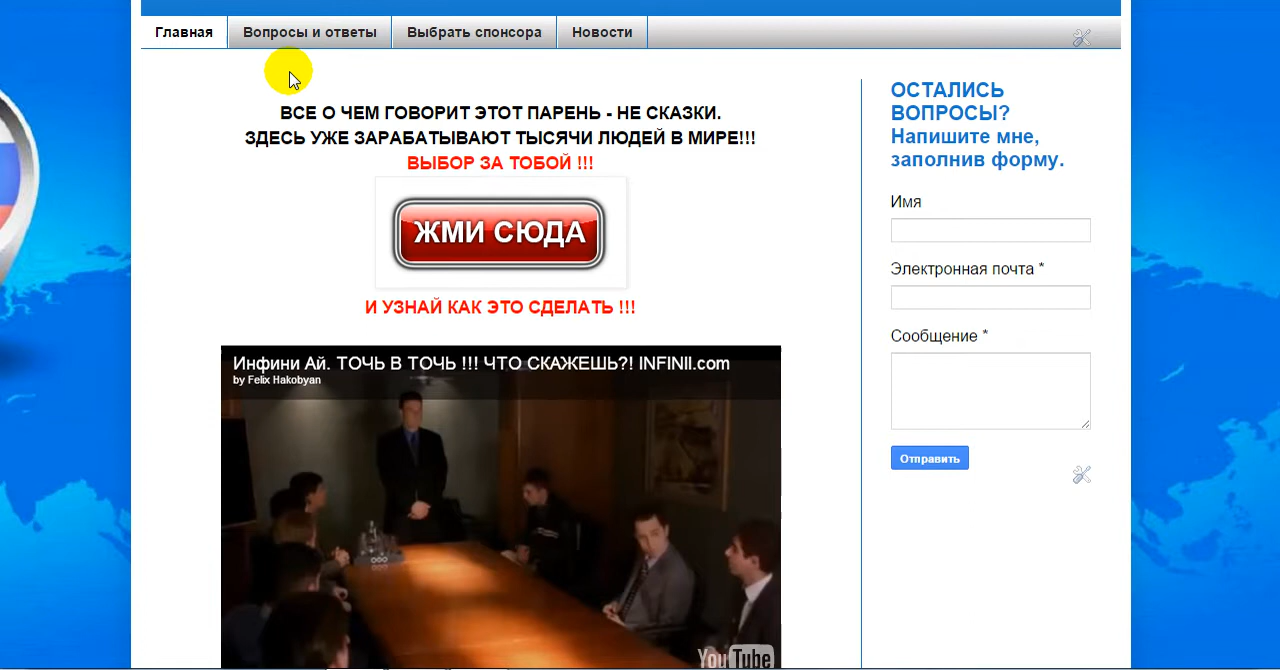 Главная
Вопросы и ответы
Выбрать спонсора
Новости
ВСЕ О ЧЕМ ГОВОРИТ ЭТОТ ПАРЕНЬ - НЕ СКАЗКИ.
ЗДЕСЬ УЖЕ ЗАРАБАТЫВАЮТ ТЫСЯЧИ ЛЮДЕЙ В МИРЕ!!!
ВЫБОР ЗА ТОБОЙ !!!
ЖМИ СЮДА
И УЗНАЙ КАК ЭТО СДЕЛАТЬ !!!
Инфини Ай. ТОЧЬ В ТОЧЬ !!! ЧТО СКАЖЕШЬ?! INFINII.com
by Felix Hakobyan
YouTube
ОСТАЛИСЬ
ВОПРОСЫ?
Напишите мне,
заполнив форму.
Имя
Электронная почта *
Сообщение *
Отправить